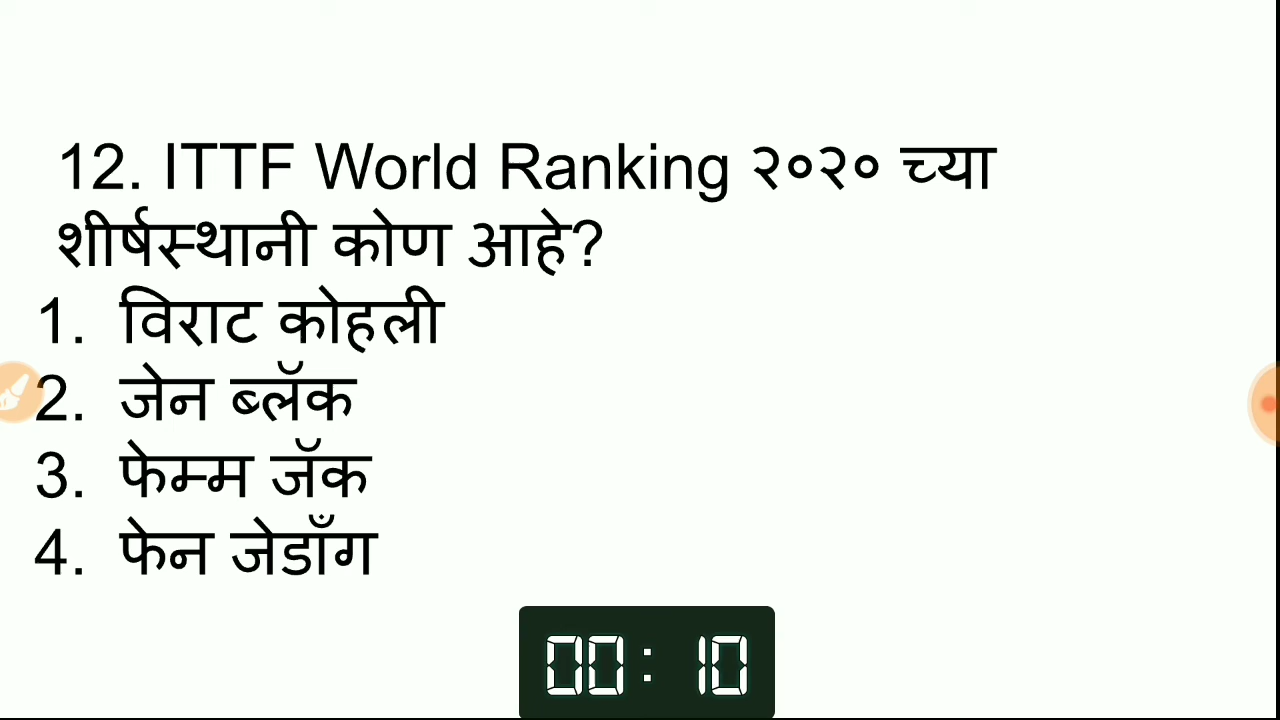 12. ITTF World Ranking २०२० च्या
शीर्षस्थानी कोण आहे?
1. विराट कोहली
2. जेन ब्लॅक
3. फेम्म जॅक
4. फेन जेडाँग
00:10